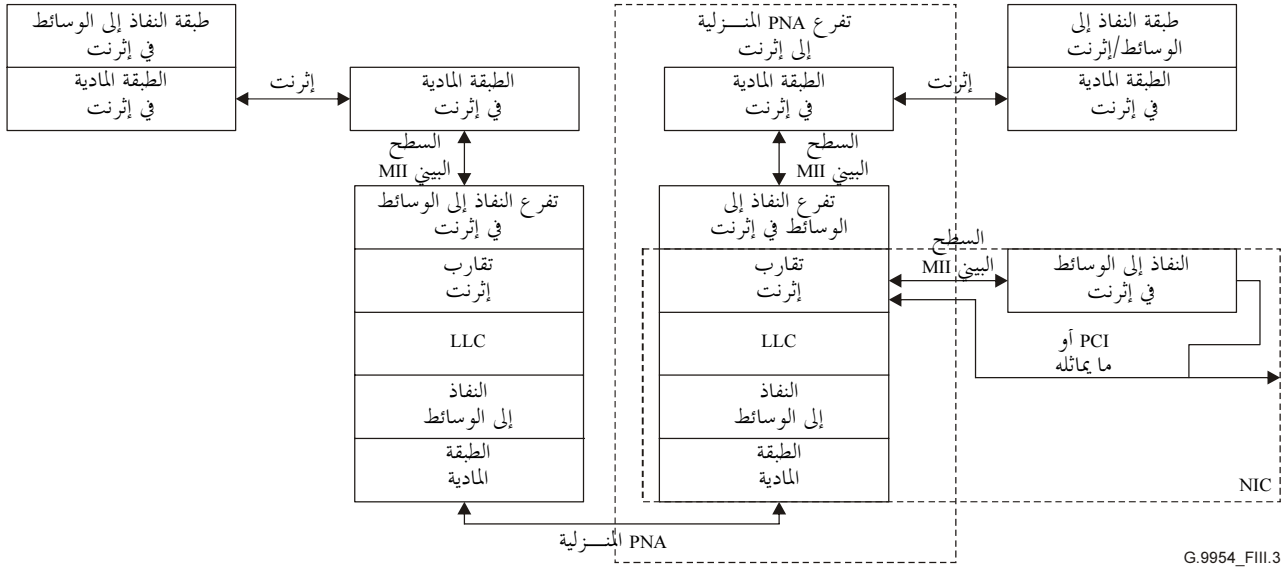 طبقة النفاذ إلى الوسائط
في إثرنت
الطبقة المادية
في إثرنت
إثرنت
الطبقة المادية
في إثرنت
السطح
البيني MII
تفرع النفاذ إلى الوسائط
في إثرنت
تقارب
إثرنت
LLC
النفاذ
إلى الوسائط
الطبقة
المادية
PNA المنـــزلية
تفرع PNA المنـــزلية
إلى إثرنت
الطبقة المادية
في إثرنت
السطح
البيني MII
تفرع النفاذ إلى
الوسائط في إثرنت
تقارب
إثرنت
LLC
النفاذ
إلى الوسائط
الطبقة
المادية
إثرنت
طبقة النفاذ إلى
الوسائط/إثرنت
الطبقة المادية
في إثرنت
السطح
البيني MII
النفاذ إلى الوسائط
في إثرنت
PCI أو
ما يماثله
NIC
G.9954_FIII.3